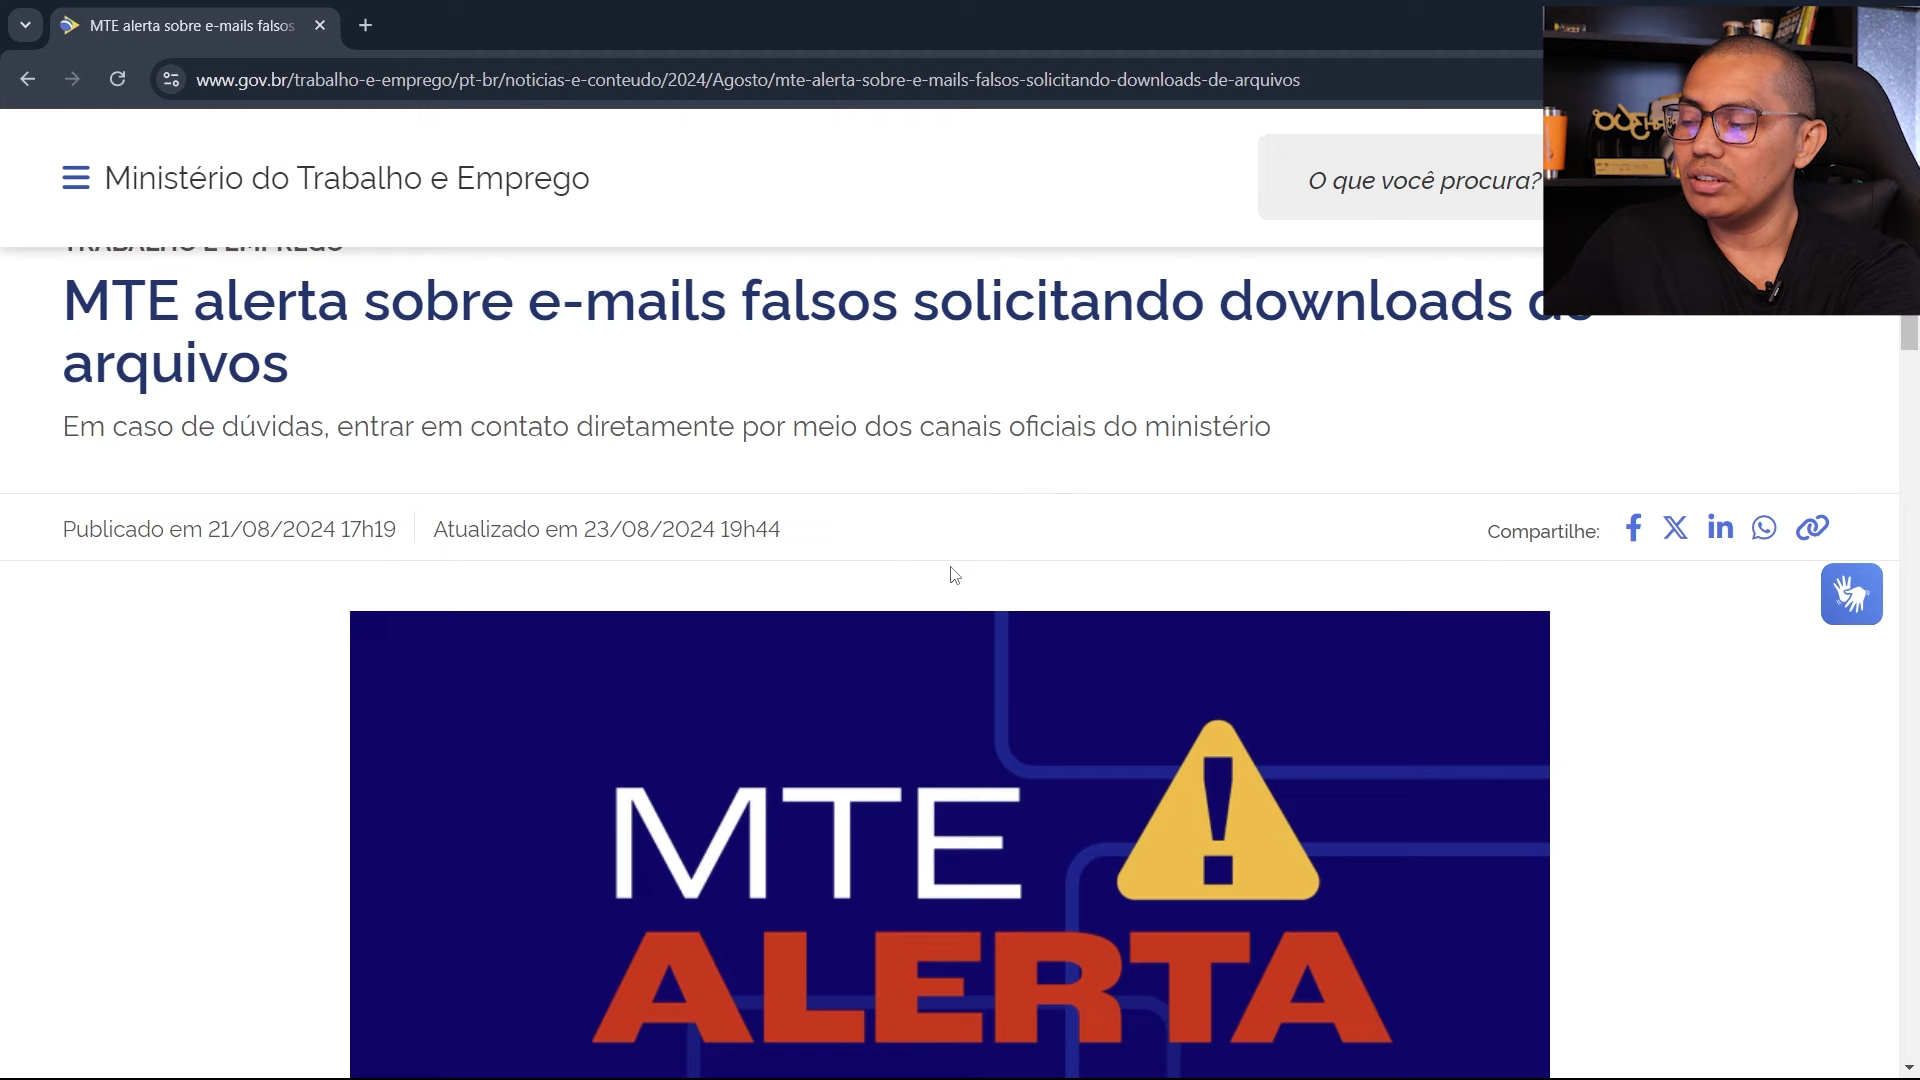 MTE alerta sobre e-mails falsos
www.gov.br/trabalho-e-emprego/pt-br/noticias-e-conteudo/2024/Agosto/mte-alerta-sobre-e-mails-falsos-solicitando-downloads-de-arquivos
Ministério do Trabalho e Emprego
O que você procura?
TRABALHO E EMPREGO
MTE alerta sobre e-mails falsos solicitando downloads de
arquivos
Em caso de dúvidas, entrar em contato diretamente por meio dos canais oficiais do ministério
Publicado em 21/08/2024 17h19
Atualizado em 23/08/2024 19h44
Compartilhe:
MTE
ALERTA